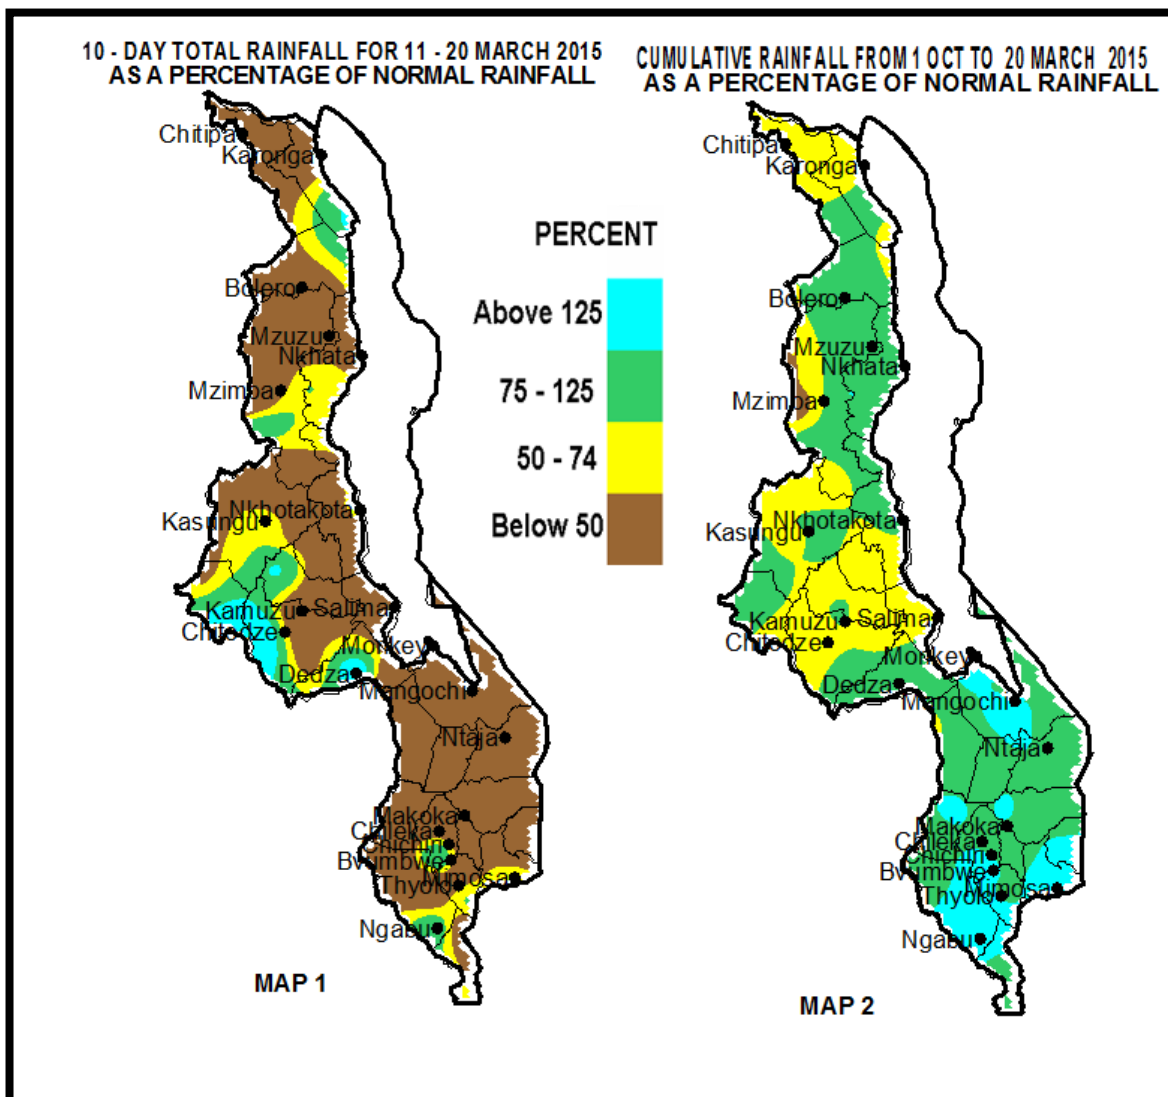 10 - DAY TOTAL RAINFALL FOR 11 - 20 MARCH 2015
AS A PERCENTAGE OF NORMAL RAINFALL
Chitipa
Karonga
Bolero
Mzuzu
Nkhata
Mzimba
Nkhotakota
Kasungu
Kamuzu
Salima
Chitedze
Monkey
Dedza
Mangochi
Ntaja
Makoka
Chileka
Chichiri
Bvumbwe
Mimosa
Thyolo
Ngabu
MAP 1
PERCENT
Above 125
75 - 125
50 - 74
Below 50
CUMULATIVE RAINFALL FROM 1 OCT TO 20 MARCH 2015
AS A PERCENTAGE OF NORMAL RAINFALL
Chitipa
Karonga
Bolero
Mzuzu
Nkhata
Mzimba
Nkhotakota
Kasungu
Kamuzu
Salima
Chitedze
Monkey
Dedza
Mangochi
Ntaja
Makoka
Chileka
Chichiri
Bvumbwe
Mimosa
Thyolo
Ngabu
MAP 2